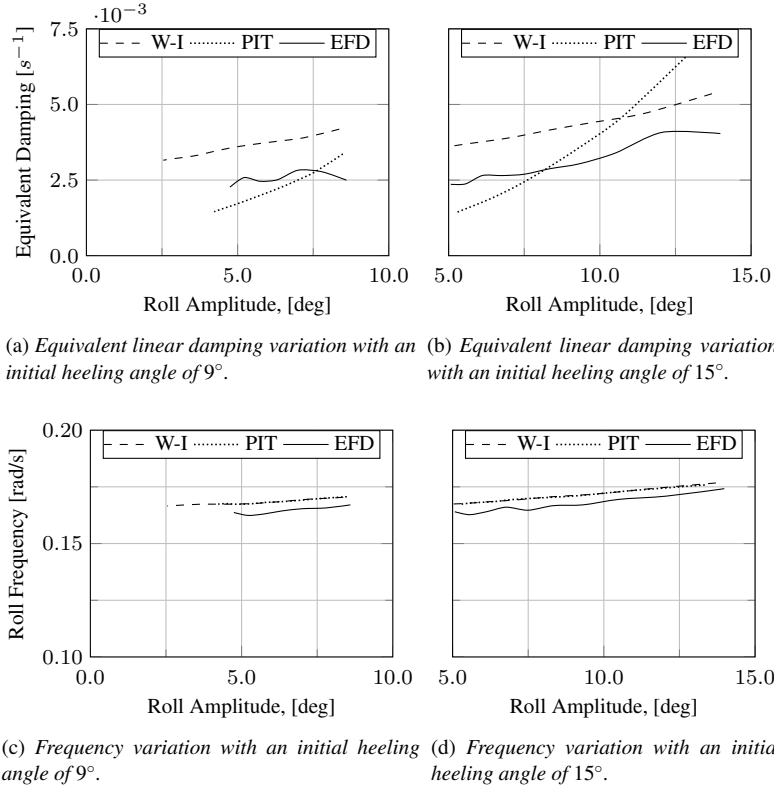 ·10⁻³
7.5
5.0
2.5
0.0
Equivalent Damping [s⁻¹]
W-I PIT EFD
0.0 5.0 10.0
Roll Amplitude, [deg]
W-I PIT EFD
5.0 10.0 15.0
Roll Amplitude, [deg]
(a) Equivalent linear damping variation with an
initial heeling angle of 9°.
(b) Equivalent linear damping variation
with an initial heeling angle of 15°.
0.20
0.15
0.10
Roll Frequency [rad/s]
W-I PIT EFD
0.0 5.0 10.0
Roll Amplitude, [deg]
W-I PIT EFD
5.0 10.0 15.0
Roll Amplitude, [deg]
(c) Frequency variation with an initial heeling
angle of 9°.
(d) Frequency variation with an initia
heeling angle of 15°.